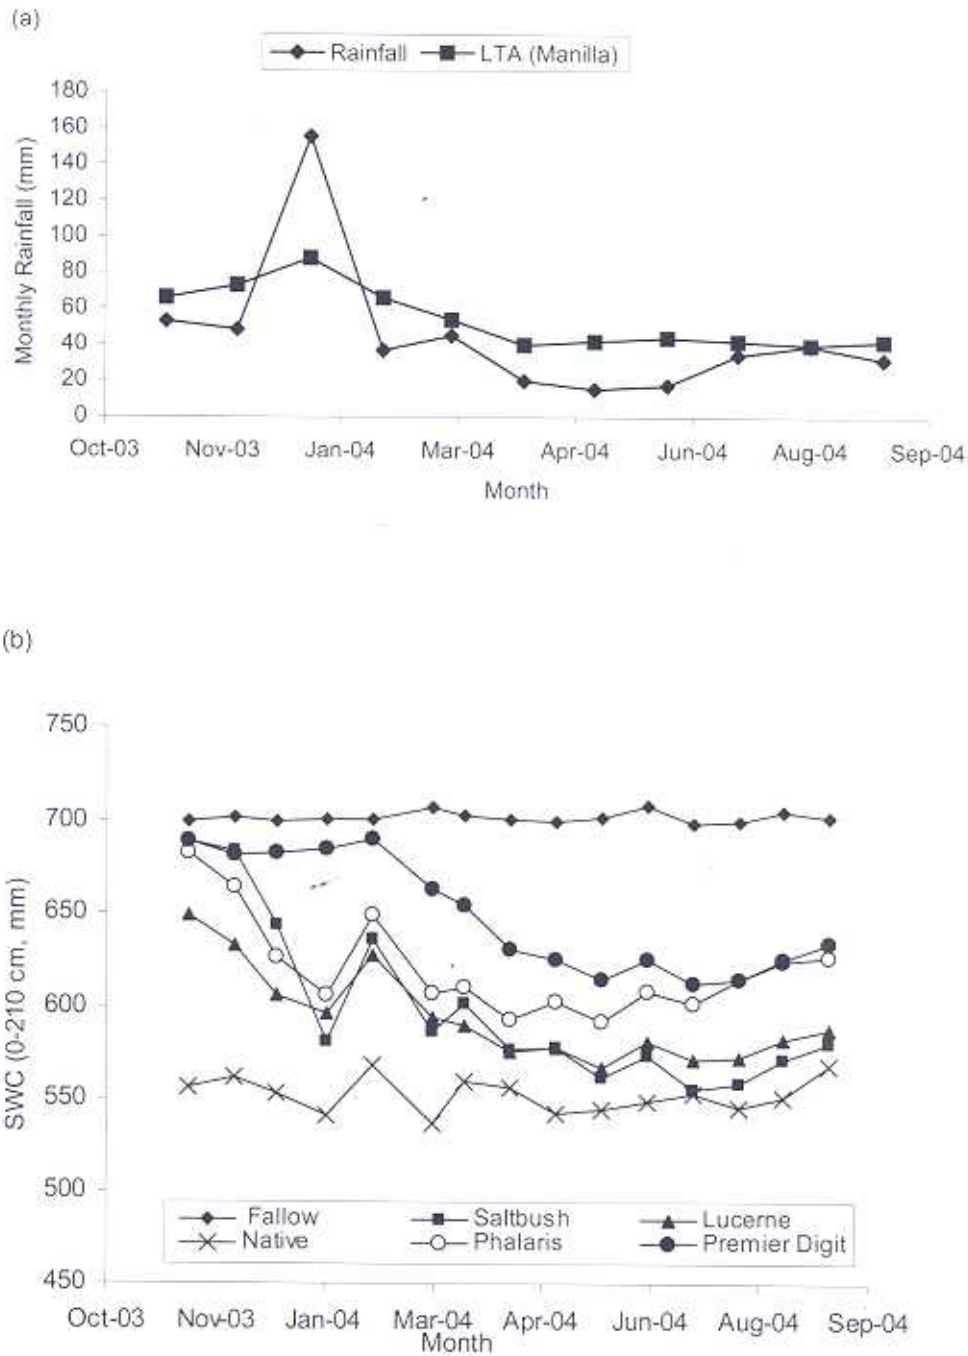 (a)
Rainfall LTA (Manilla)
180
160
140
120
100
80
60
40
20
0
Monthly Rainfall (mm)
Oct-03 Nov-03 Jan-04 Mar-04 Apr-04 Jun-04 Aug-04 Sep-04
Month
(b)
750
700
650
600
550
500
450
SWC (0-210 cm, mm)
Fallow Saltbush Lucerne
Native Phalaris Premier Digit
Oct-03 Nov-03 Jan-04 Mar-04 Apr-04 Jun-04 Aug-04 Sep-04
Month